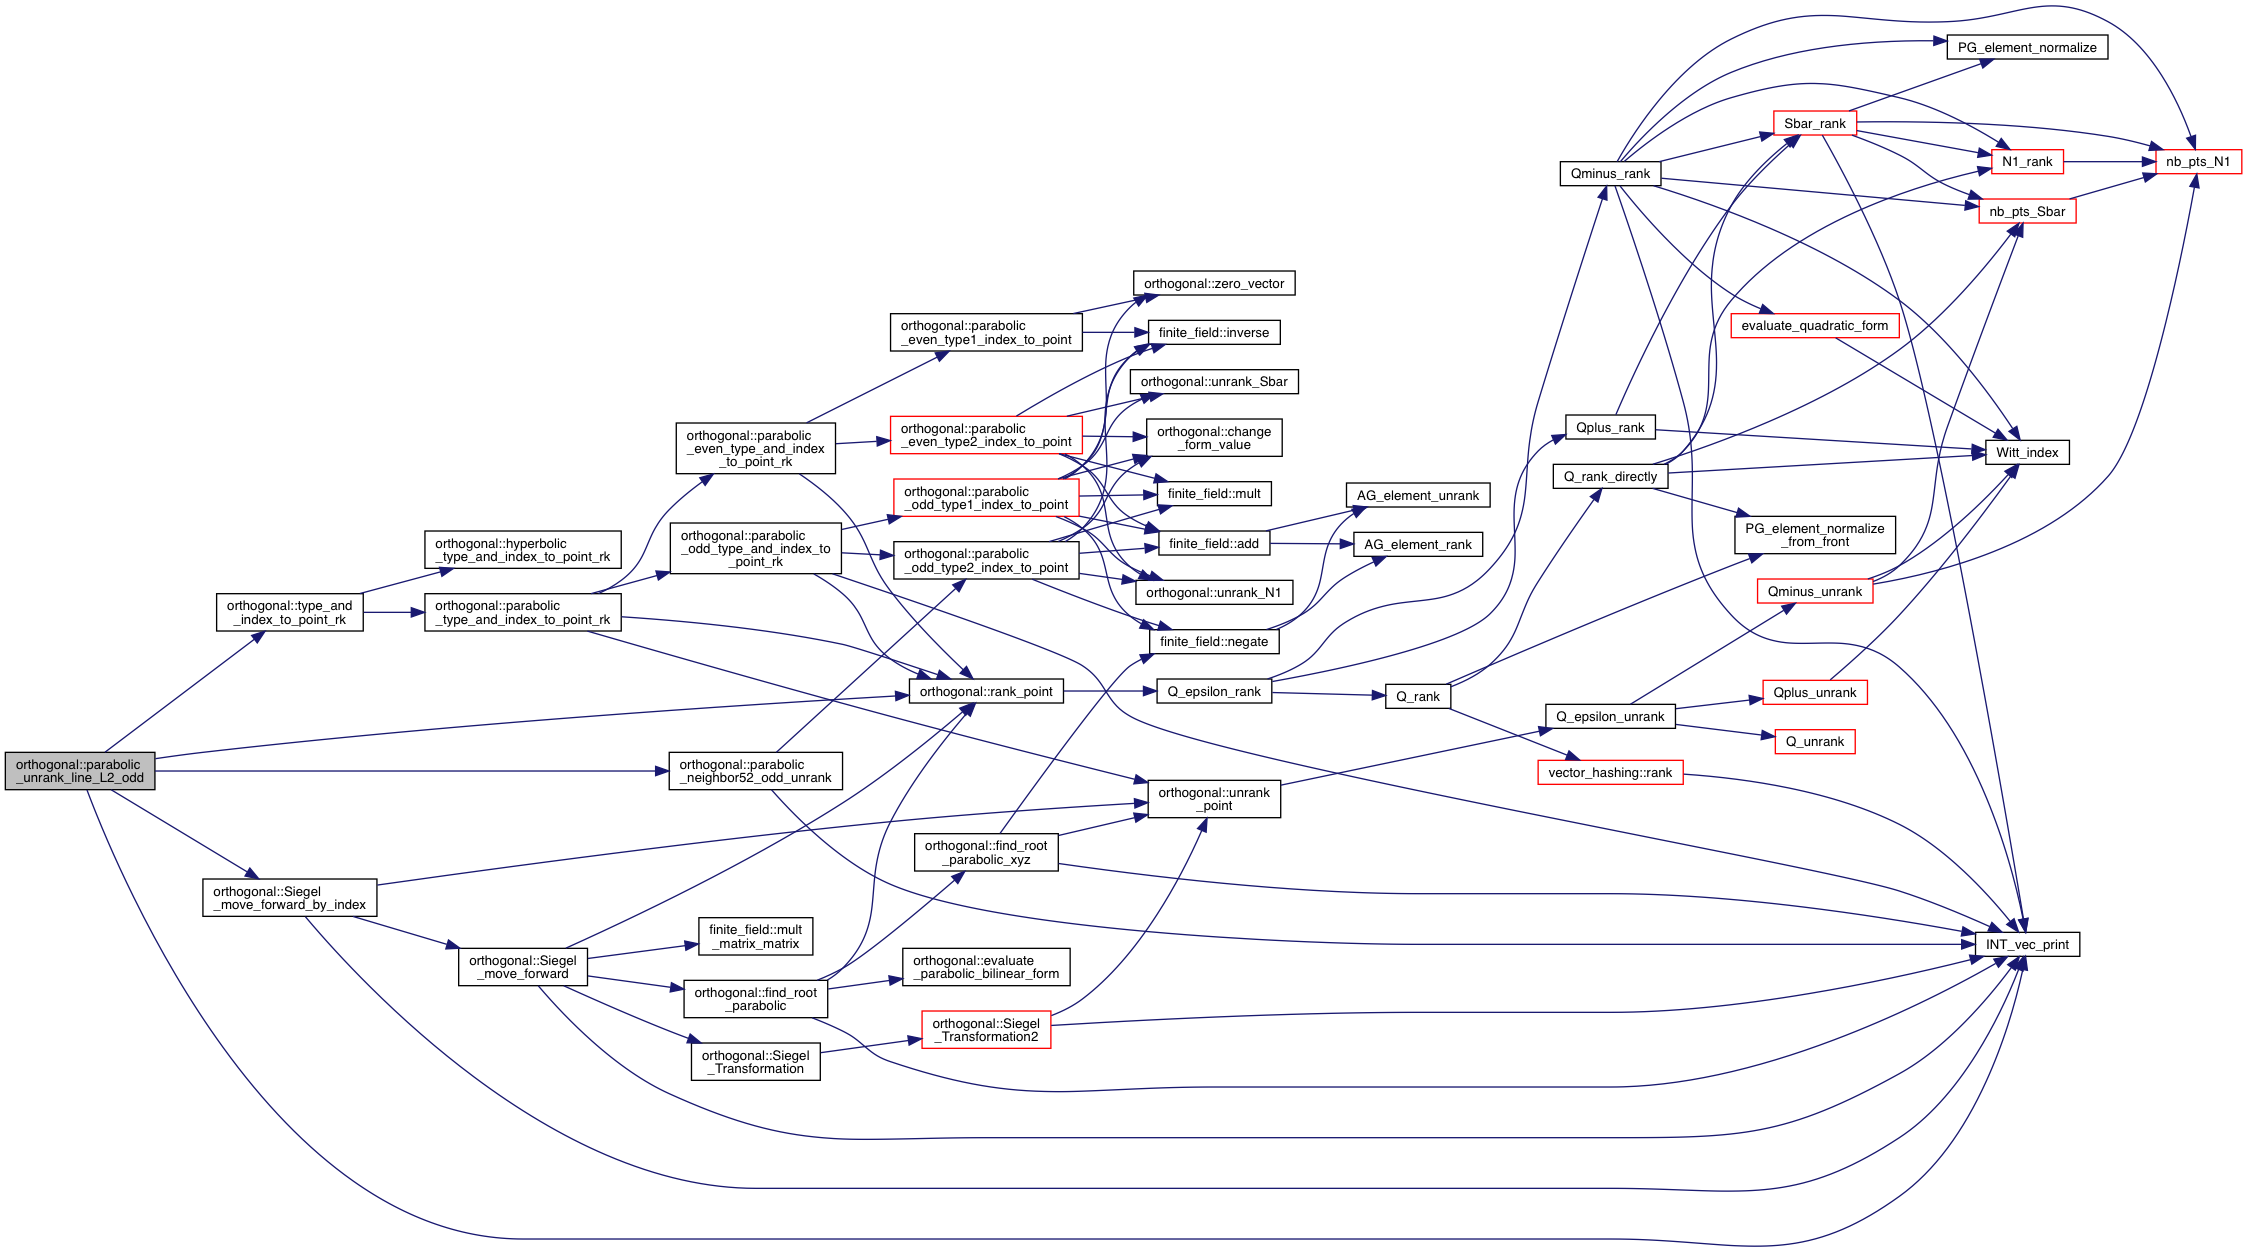 orthogonal::parabolic
_unrank_line_L2_odd
orthogonal::type_and
_index_to_point_rk
orthogonal::Siegel
_move_forward_by_index
orthogonal::hyperbolic
_type_and_index_to_point_rk
orthogonal::parabolic
_type_and_index_to_point_rk
orthogonal::Siegel
_move_forward
orthogonal::parabolic
_even_type_and_index
_to_point_rk
orthogonal::parabolic
_odd_type_and_index_to
_point_rk
orthogonal::parabolic
_neighbor52_odd_unrank
finite_field::mult
_matrix_matrix
orthogonal::find_root
_parabolic
orthogonal::Siegel
_Transformation
orthogonal::parabolic
_even_type1_index_to_point
orthogonal::parabolic
_even_type2_index_to_point
orthogonal::parabolic
_odd_type1_index_to_point
orthogonal::parabolic
_odd_type2_index_to_point
orthogonal::rank_point
orthogonal::find_root
_parabolic_xyz
orthogonal::evaluate
_parabolic_bilinear_form
orthogonal::Siegel
_Transformation2
orthogonal::zero_vector
finite_field::inverse
orthogonal::unrank_Sbar
orthogonal::change
_form_value
finite_field::mult
finite_field::add
orthogonal::unrank_N1
finite_field::negate
Q_epsilon_rank
orthogonal::unrank
_point
AG_element_unrank
AG_element_rank
Q_rank
Qminus_rank
Qplus_rank
Q_rank_directly
Q_epsilon_unrank
vector_hashing::rank
Sbar_rank
evaluate_quadratic_form
PG_element_normalize
_from_front
Qminus_unrank
Qplus_unrank
Q_unrank
PG_element_normalize
N1_rank
nb_pts_Sbar
Witt_index
INT_vec_print
nb_pts_N1